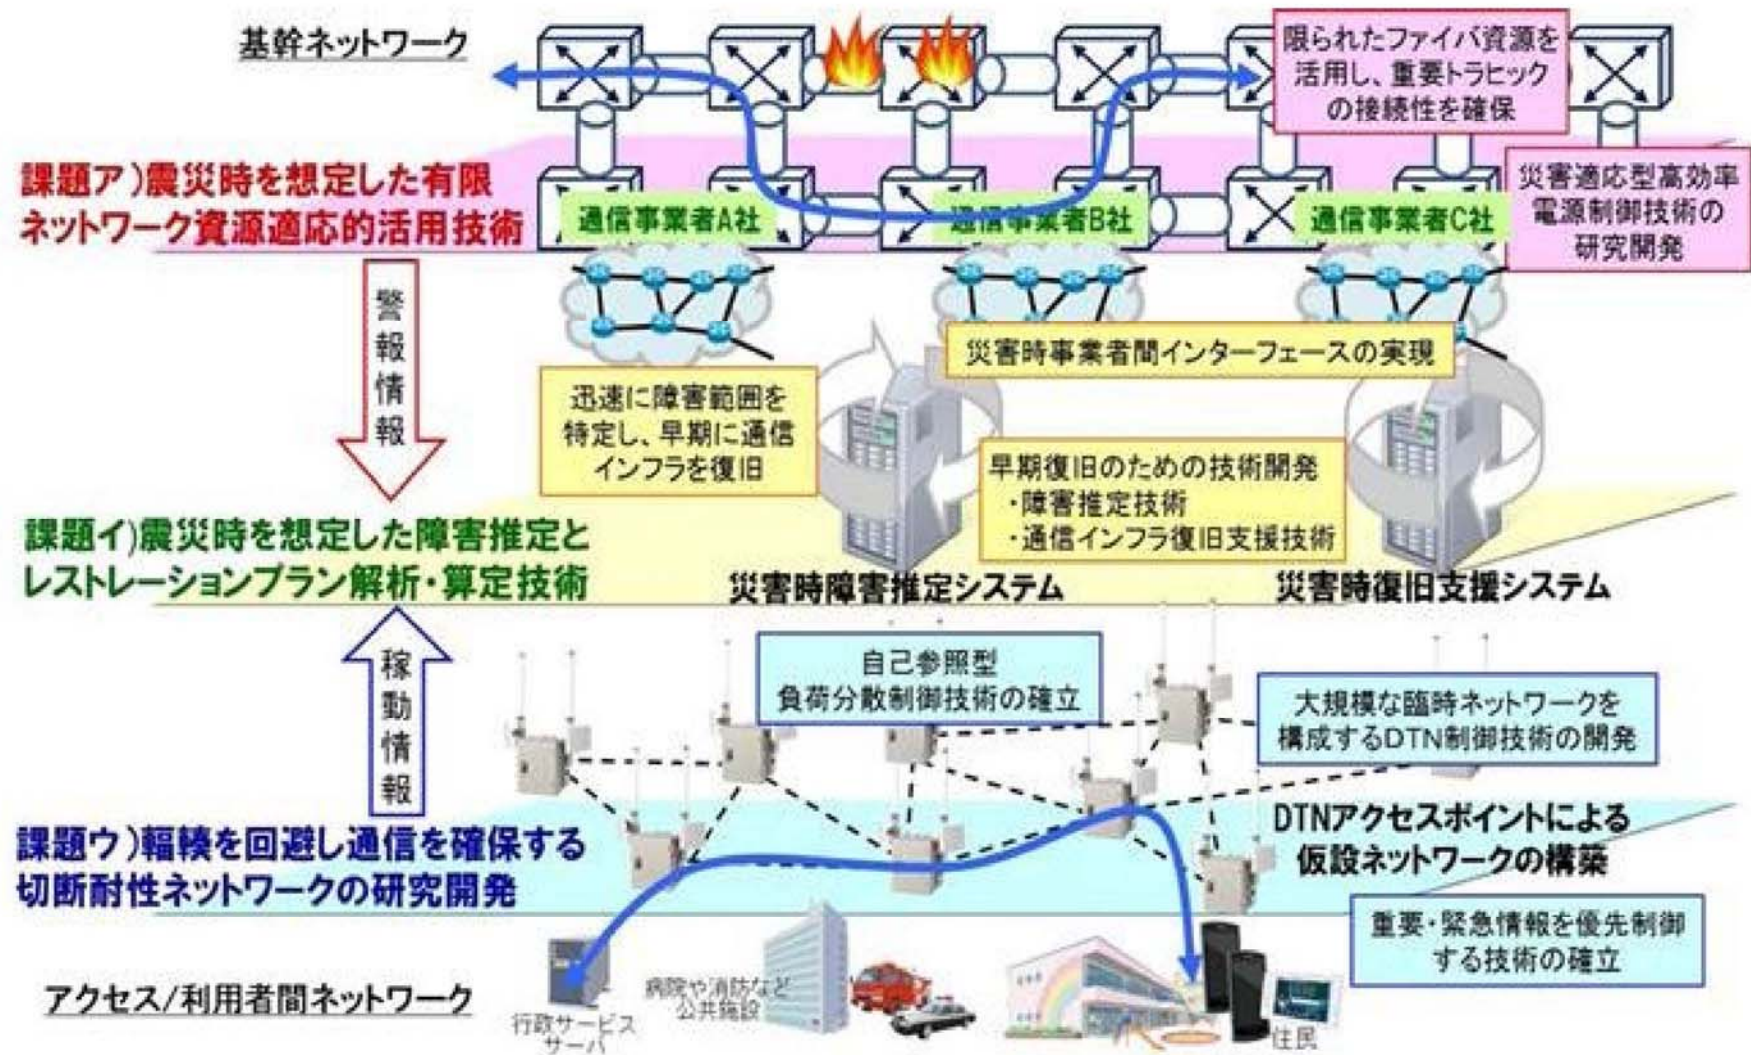 基幹ネットワーク
限られたファイバ資源を
活用し、重要トラヒック
の接続性を確保
課題ア)震災時を想定した有限
ネットワーク資源適応的活用技術
災害適応型高効率
電源制御技術の
研究開発
通信事業者A社
通信事業者B社
通信事業者C社
警報情報
災害時事業者間インターフェースの実現
迅速に障害範囲を
特定し、早期に通信
インフラを復旧
早期復旧のための技術開発
・障害推定技術
・通信インフラ復旧支援技術
課題イ)震災時を想定した障害推定と
レストレーションプラン解析・算定技術
災害時障害推定システム
災害時復旧支援システム
稼動情報
自己参照型
負荷分散制御技術の確立
大規模な臨時ネットワークを
構成するDTN制御技術の開発
課題ウ)輻輳を回避し通信を確保する
切断耐性ネットワークの研究開発
DTNアクセスポイントによる
仮設ネットワークの構築
重要・緊急情報を優先制御
する技術の確立
アクセス/利用者間ネットワーク
行政サービス
サーバ
病院や消防など
公共施設
住民